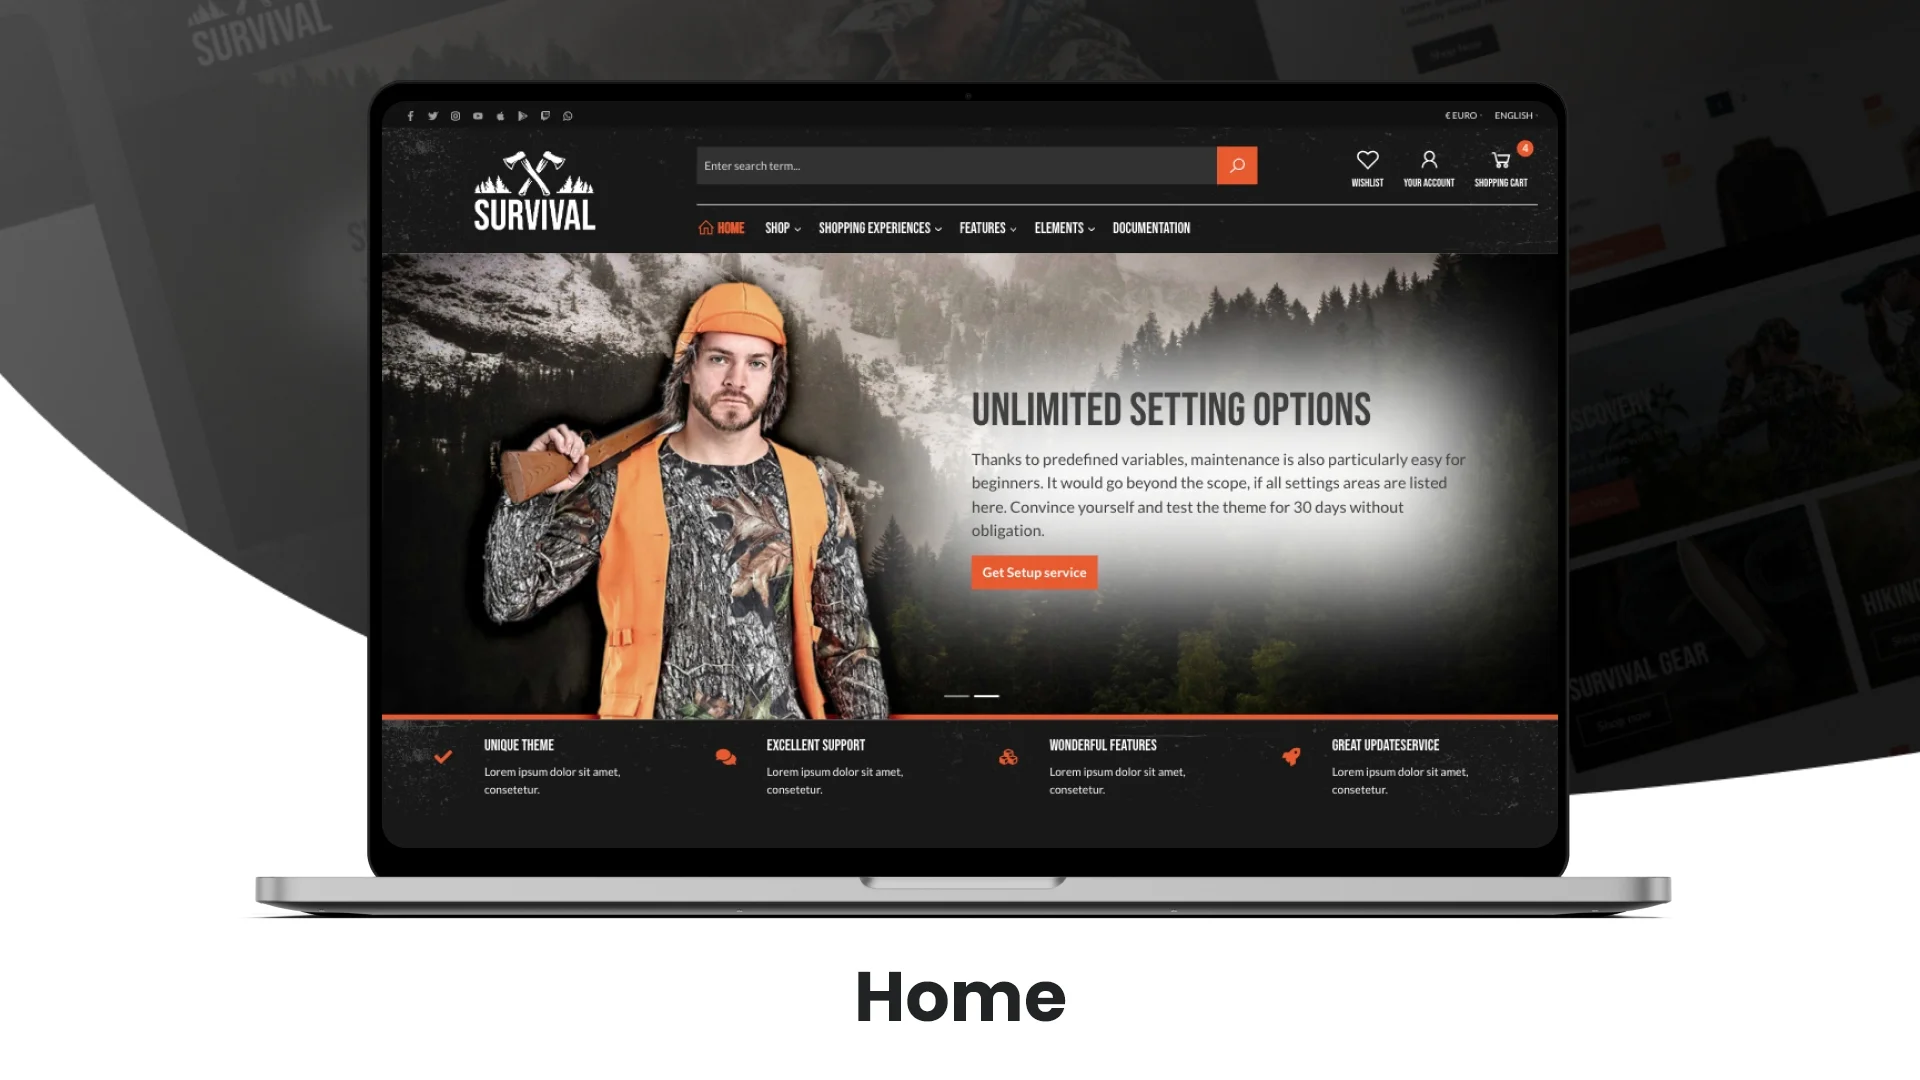 SURVIVAL
Shop now
€ EURO
ENGLISH
Enter search term...
4
WISHLIST
YOUR ACCOUNT
SHOPPING CART
SURVIVAL
HOME
SHOP
SHOPPING EXPERIENCES
FEATURES
ELEMENTS
DOCUMENTATION
UNLIMITED SETTING OPTIONS
Thanks to predefined variables, maintenance is also particularly easy for
beginners. It would go beyond the scope, if all settings areas are listed
here. Convince yourself and test the theme for 30 days without
obligation.
Get Setup service
UNIQUE THEME
Lorem ipsum dolor sit amet,
consetetur.
EXCELLENT SUPPORT
Lorem ipsum dolor sit amet,
consetetur.
WONDERFUL FEATURES
Lorem ipsum dolor sit amet,
consetetur.
GREAT UPDATESERVICE
Lorem ipsum dolor sit amet,
consetetur.
HIKING
SURVIVAL GEAR
Shop now
Home